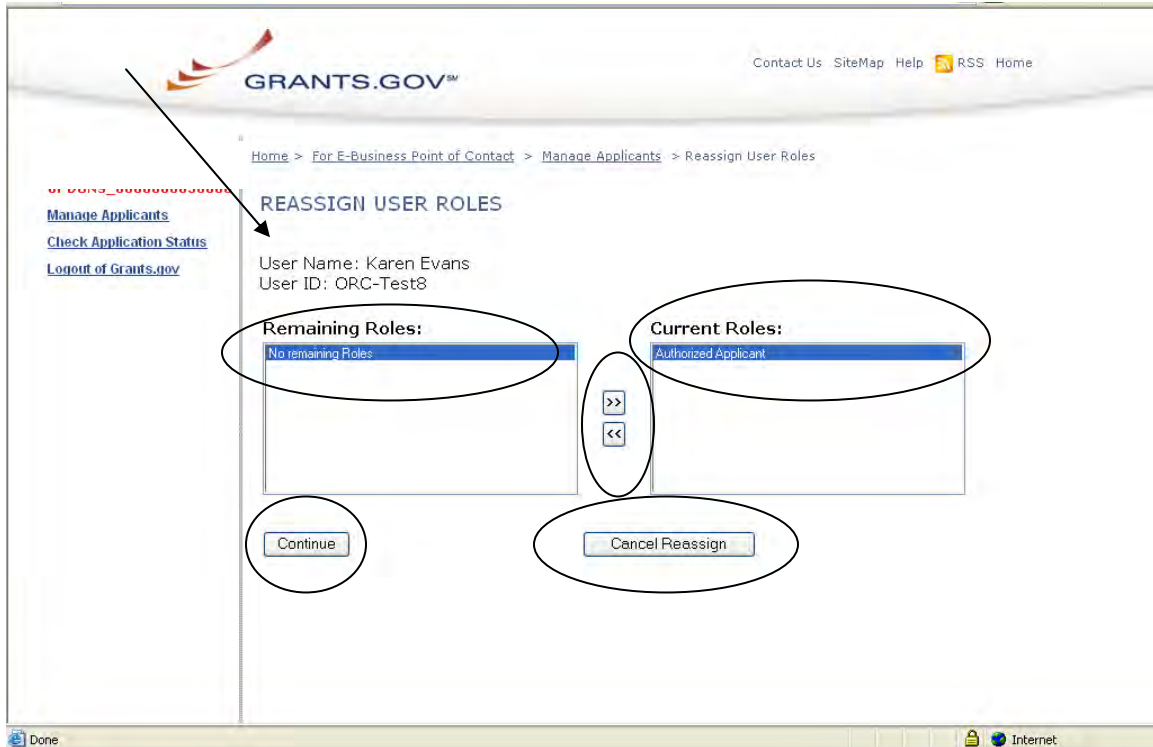 GRANTS.GOV℠
Contact Us SiteMap Help RSS Home
Home > For E-Business Point of Contact > Manage Applicants > Reassign User Roles
Manage Applicants
Check Application Status
Logout of Grants.gov
REASSIGN USER ROLES
User Name: Karen Evans
User ID: ORC-Test8
Remaining Roles:
No remaining Roles
Current Roles:
Authorized Applicant
>>
<<
Continue
Cancel Reassign
Done
Internet